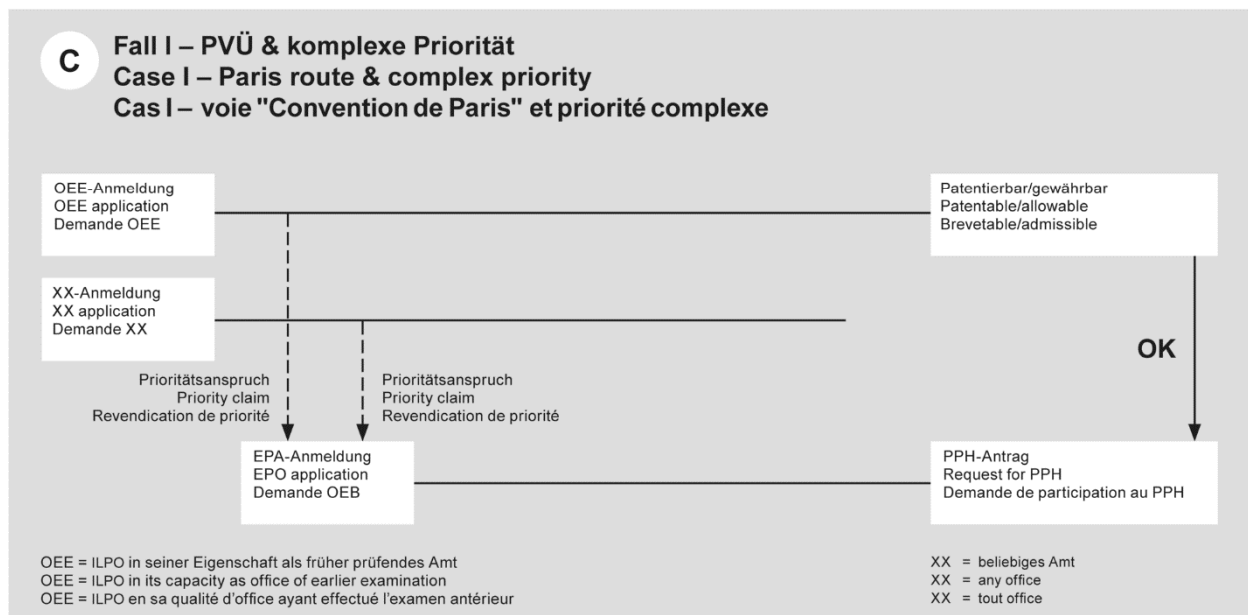 C
Fall I – PVÜ & komplexe Priorität
Case I – Paris route & complex priority
Cas I – voie "Convention de Paris" et priorité complexe
OEE-Anmeldung
OEE application
Demande OEE
Patentierbar/gewährbar
Patentable/allowable
Brevetable/admissible
XX-Anmeldung
XX application
Demande XX
OK
Prioritätsanspruch
Priority claim
Revendication de priorité
Prioritätsanspruch
Priority claim
Revendication de priorité
EPA-Anmeldung
EPO application
Demande OEB
PPH-Antrag
Request for PPH
Demande de participation au PPH
OEE = ILPO in seiner Eigenschaft als früher prüfendes Amt
OEE = ILPO in its capacity as office of earlier examination
OEE = ILPO en sa qualité d'office ayant effectué l'examen antérieur
XX = beliebiges Amt
XX = any office
XX = tout office